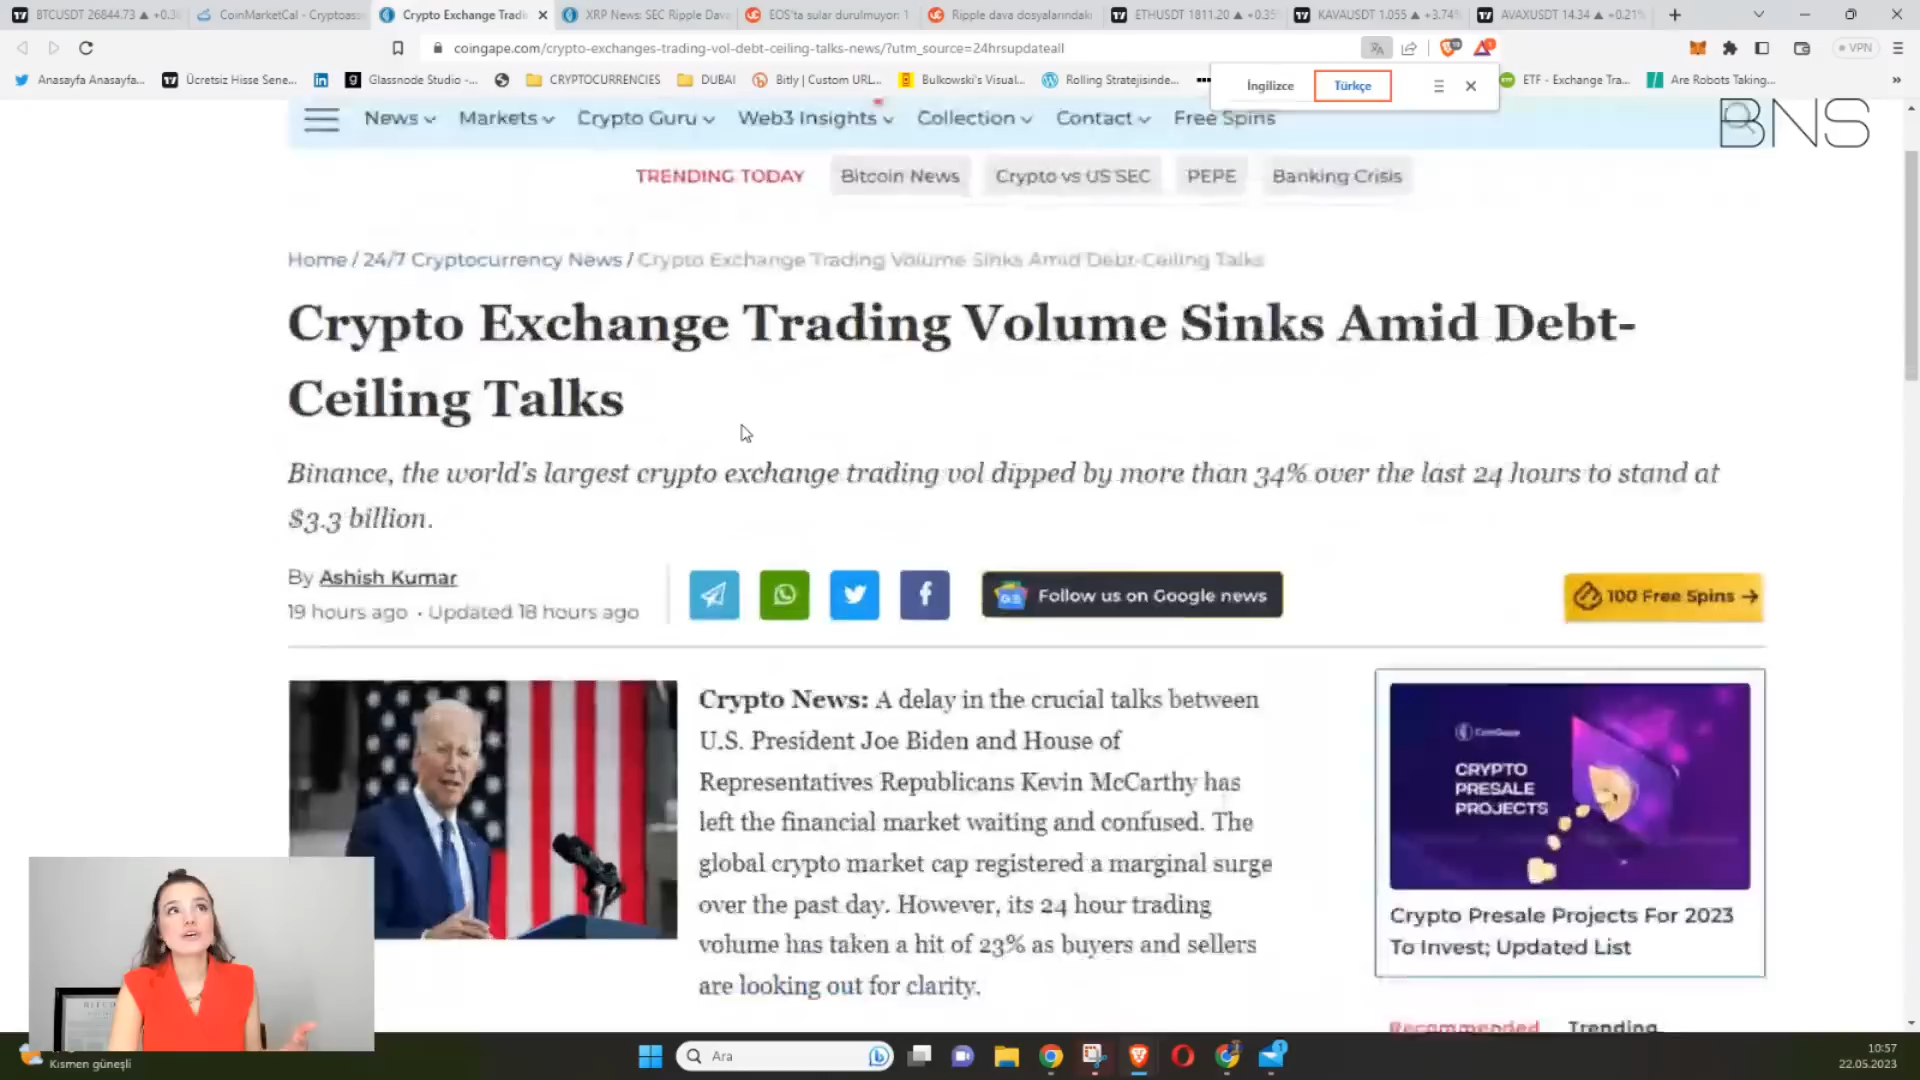 BTCUSDT 26844.73 ▲ +0.3
CoinMarketCal - Cryptoass
Crypto Exchange Tradi
XRP News: SEC Ripple Dava
EOS'ta sular durulmuyor: 1
Ripple dava dosyalarındak
ETHUSDT 1811.20 ▲ +0.35
KAVAUSDT 1.055 ▲ +3.74%
AVAXUSDT 14.34 ▲ +0.21%
coingape.com/crypto-exchanges-trading-vol-debt-ceiling-talks-news/?utm_source=24hrsupdateall
VPN
Anasayfa Anasayfa...
Ücretsiz Hisse Sene...
Glassnode Studio -...
CRYPTOCURRENCIES
DUBAI
Bitly | Custom URL...
Bulkowski's Visual...
Rolling Stratejisinde...
ETF - Exchange Tra...
Are Robots Taking...
İngilizce
Türkçe
News
Markets
Crypto Guru
Web3 Insights
Collection
Contact
Free Spins
BNS
TRENDING TODAY
Bitcoin News
Crypto vs US SEC
PEPE
Banking Crisis
Home / 24/7 Cryptocurrency News / Crypto Exchange Trading Volume Sinks Amid Debt-Ceiling Talks
Crypto Exchange Trading Volume Sinks Amid Debt-
Ceiling Talks
Binance, the world's largest crypto exchange trading vol dipped by more than 34% over the last 24 hours to stand at
$3.3 billion.
By Ashish Kumar
19 hours ago · Updated 18 hours ago
Follow us on Google news
100 Free Spins →
Crypto News: A delay in the crucial talks between
U.S. President Joe Biden and House of
Representatives Republicans Kevin McCarthy has
left the financial market waiting and confused. The
global crypto market cap registered a marginal surge
over the past day. However, its 24 hour trading
volume has taken a hit of 23% as buyers and sellers
are looking out for clarity.
CoinGape
CRYPTO
PRESALE
PROJECTS
Crypto Presale Projects For 2023
To Invest; Updated List
Recommended
Trending
Kısmen güneşli
Ara
10:57
22.05.2023